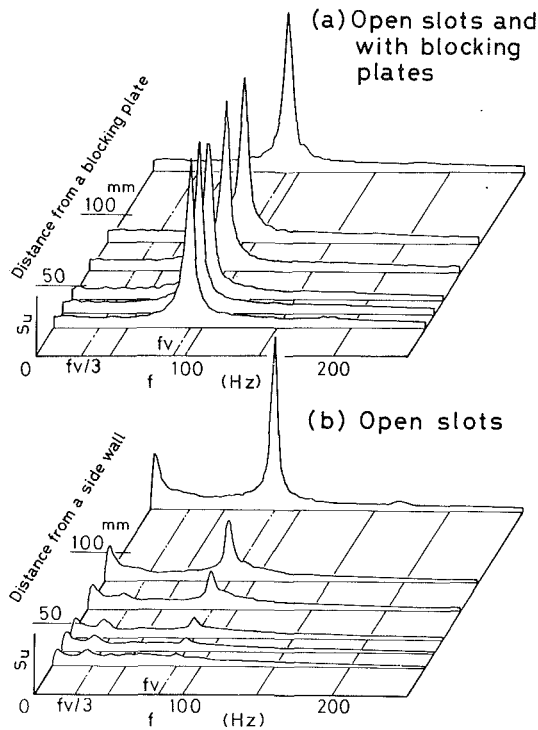 (a) Open slots and
with blocking
plates
Distance from a blocking plate
mm
100
50
Su
0
fv/3
fv
100
200
f
(Hz)
(b) Open slots
Distance from a side wall
mm
100
50
Su
0
fv/3
fv
100
200
f
(Hz)